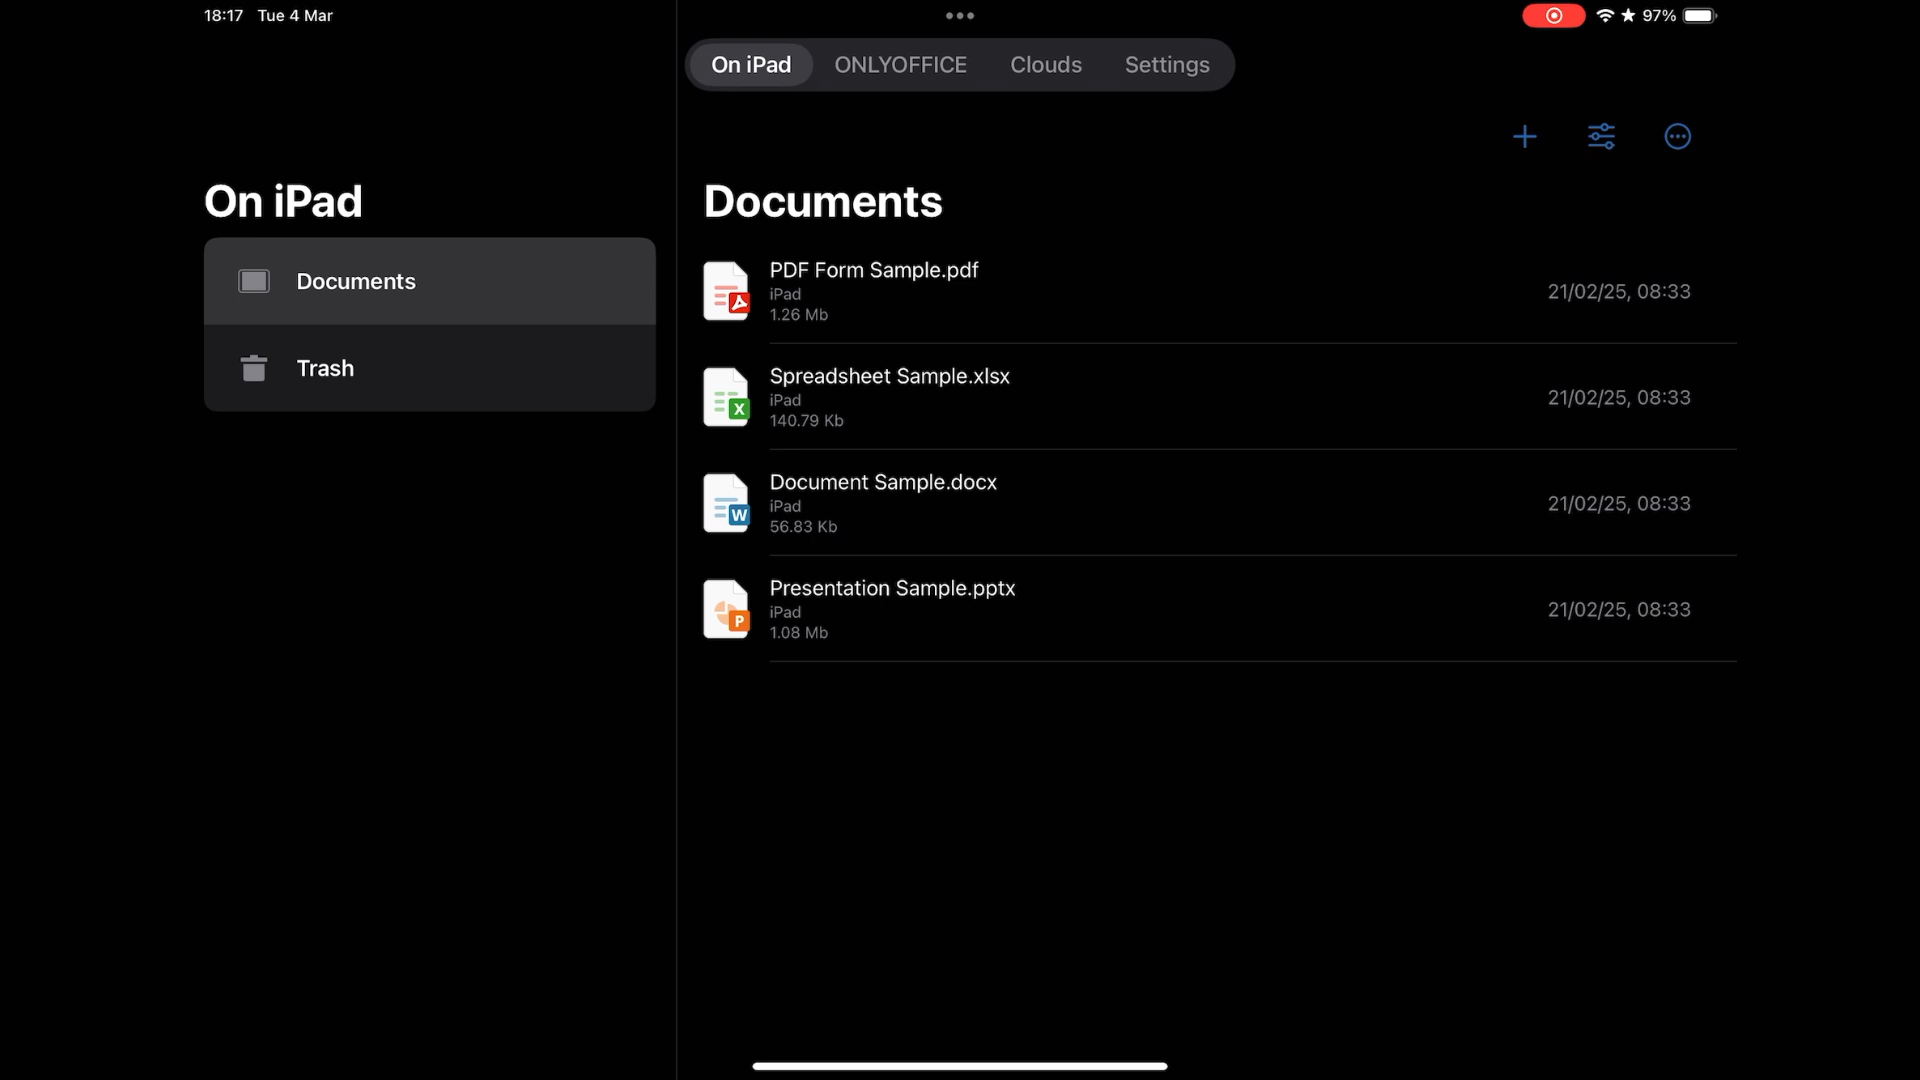 18:17 Tue 4 Mar
97%
On iPad ONLYOFFICE Clouds Settings
On iPad
Documents
Trash
Documents
PDF Form Sample.pdf
iPad
1.26 Mb
21/02/25, 08:33
Spreadsheet Sample.xlsx
iPad
140.79 Kb
21/02/25, 08:33
X
Document Sample.docx
iPad
56.83 Kb
21/02/25, 08:33
W
Presentation Sample.pptx
iPad
1.08 Mb
21/02/25, 08:33
P